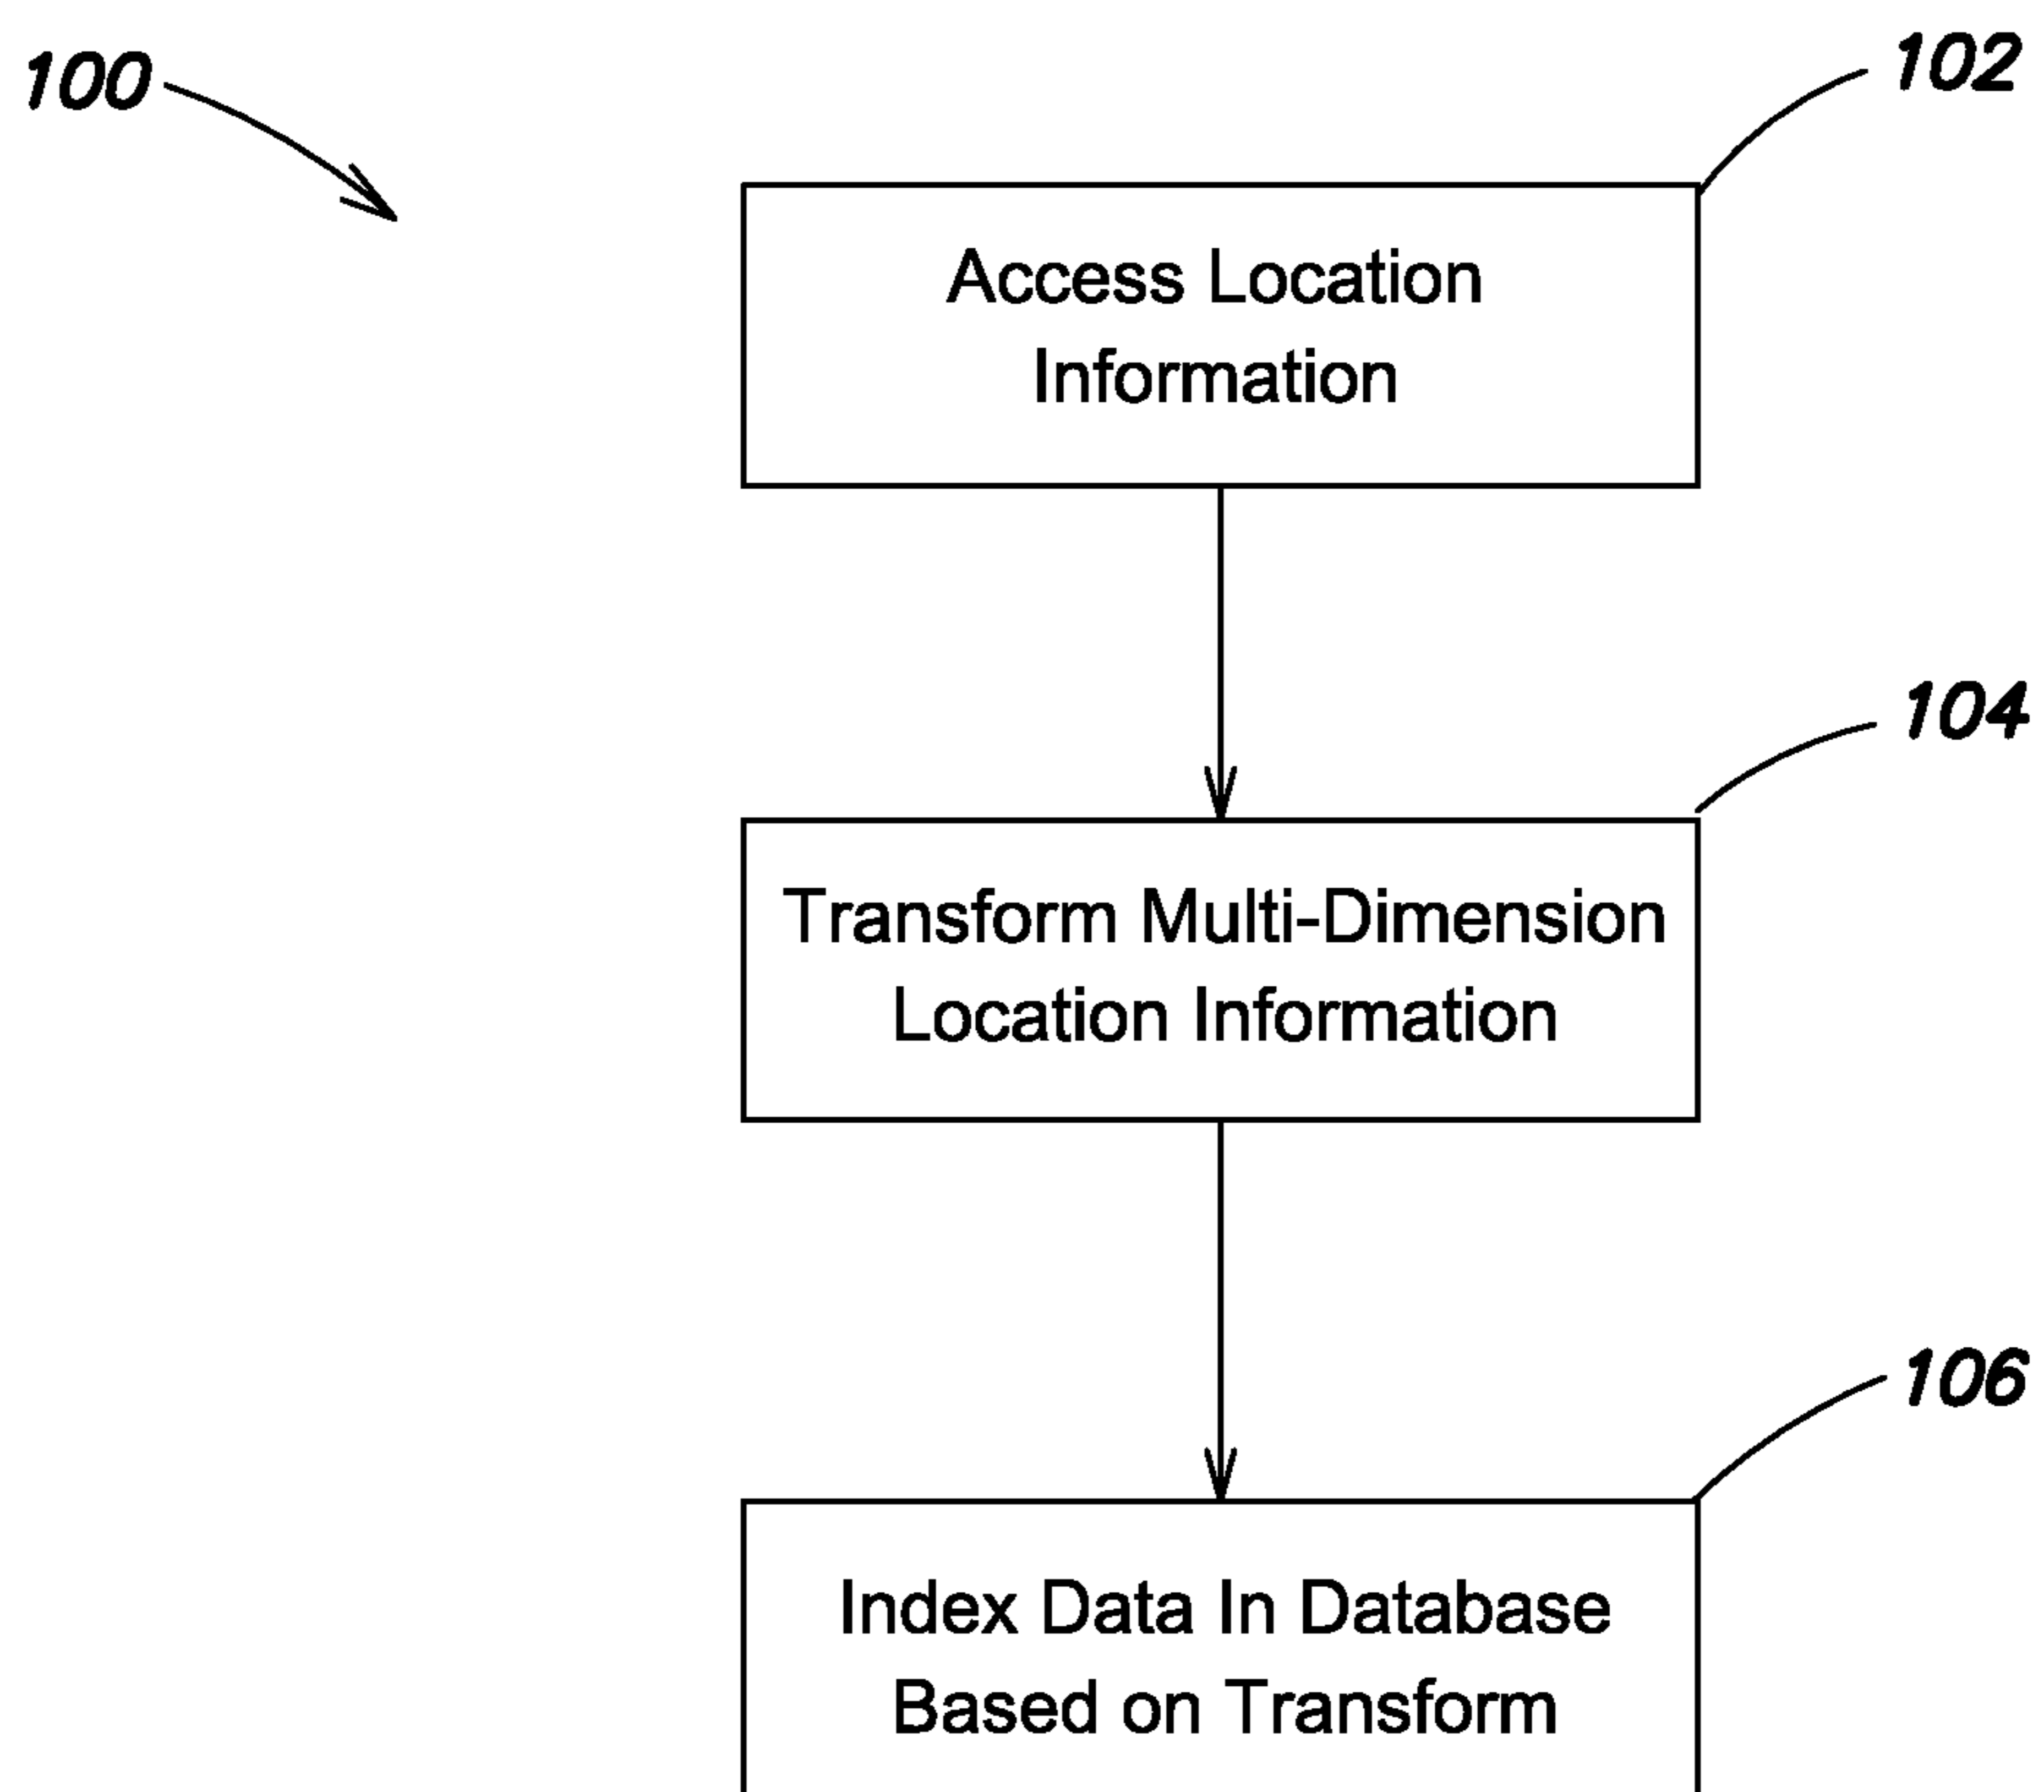 100
102
Access Location
Information
104
Transform Multi-Dimension
Location Information
106
Index Data In Database
Based on Transform